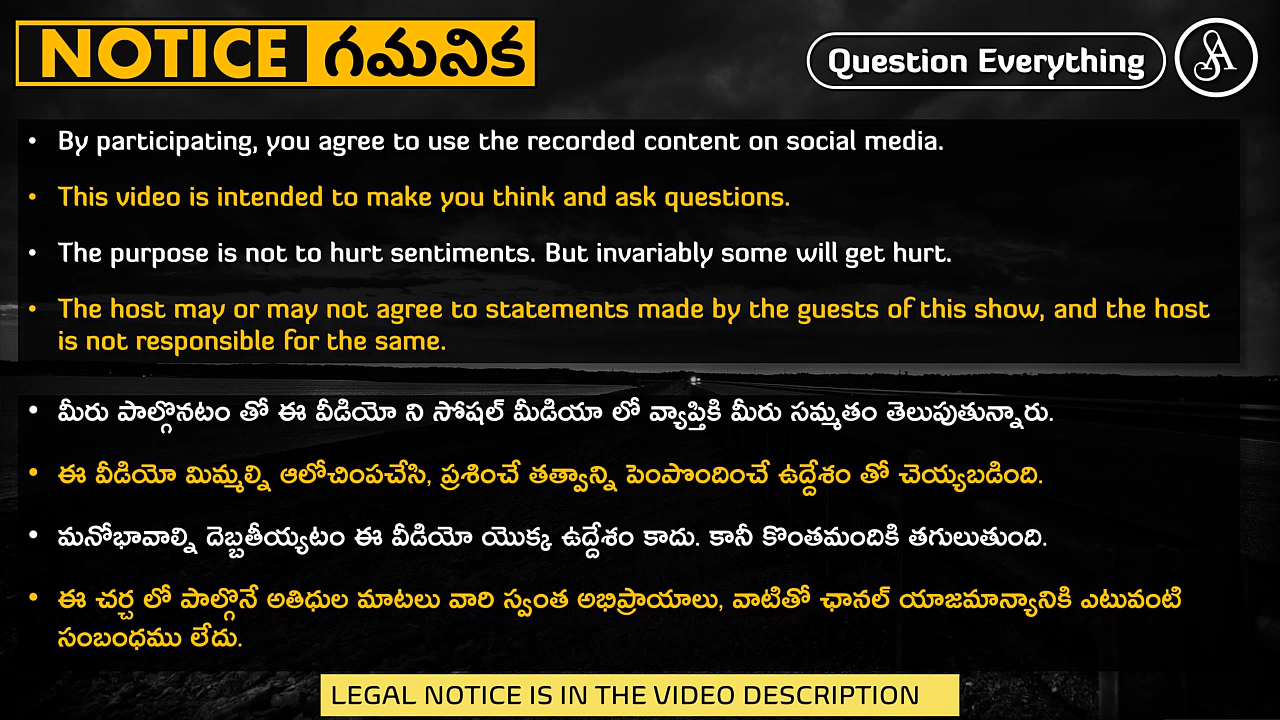 NOTICE గమనిక
Question Everything
SA
• By participating, you agree to use the recorded content on social media.
• This video is intended to make you think and ask questions.
• The purpose is not to hurt sentiments. But invariably some will get hurt.
• The host may or may not agree to statements made by the guests of this show, and the host
is not responsible for the same.
• మీరు పాల్గొనటం తో ఈ వీడియో ని సోషల్ మీడియా లో వ్యాప్తికి మీరు సమ్మతం తెలుపుతున్నారు.
• ఈ వీడియో మిమ్మల్ని ఆలోచింపచేసి, ప్రశించే తత్వాన్ని పెంపొందించే ఉద్దేశం తో చెయ్యబడింది.
• మనోభావాల్ని దెబ్బతీయ్యటం ఈ వీడియో యొక్క ఉద్దేశం కాదు. కానీ కొంతమందికి తగులుతుంది.
• ఈ చర్చ లో పాల్గొనే అతిధుల మాటలు వారి స్వంత అభిప్రాయాలు, వాటితో ఛానల్ యాజమాన్యానికి ఎటువంటి
సంబంధము లేదు.
LEGAL NOTICE IS IN THE VIDEO DESCRIPTION